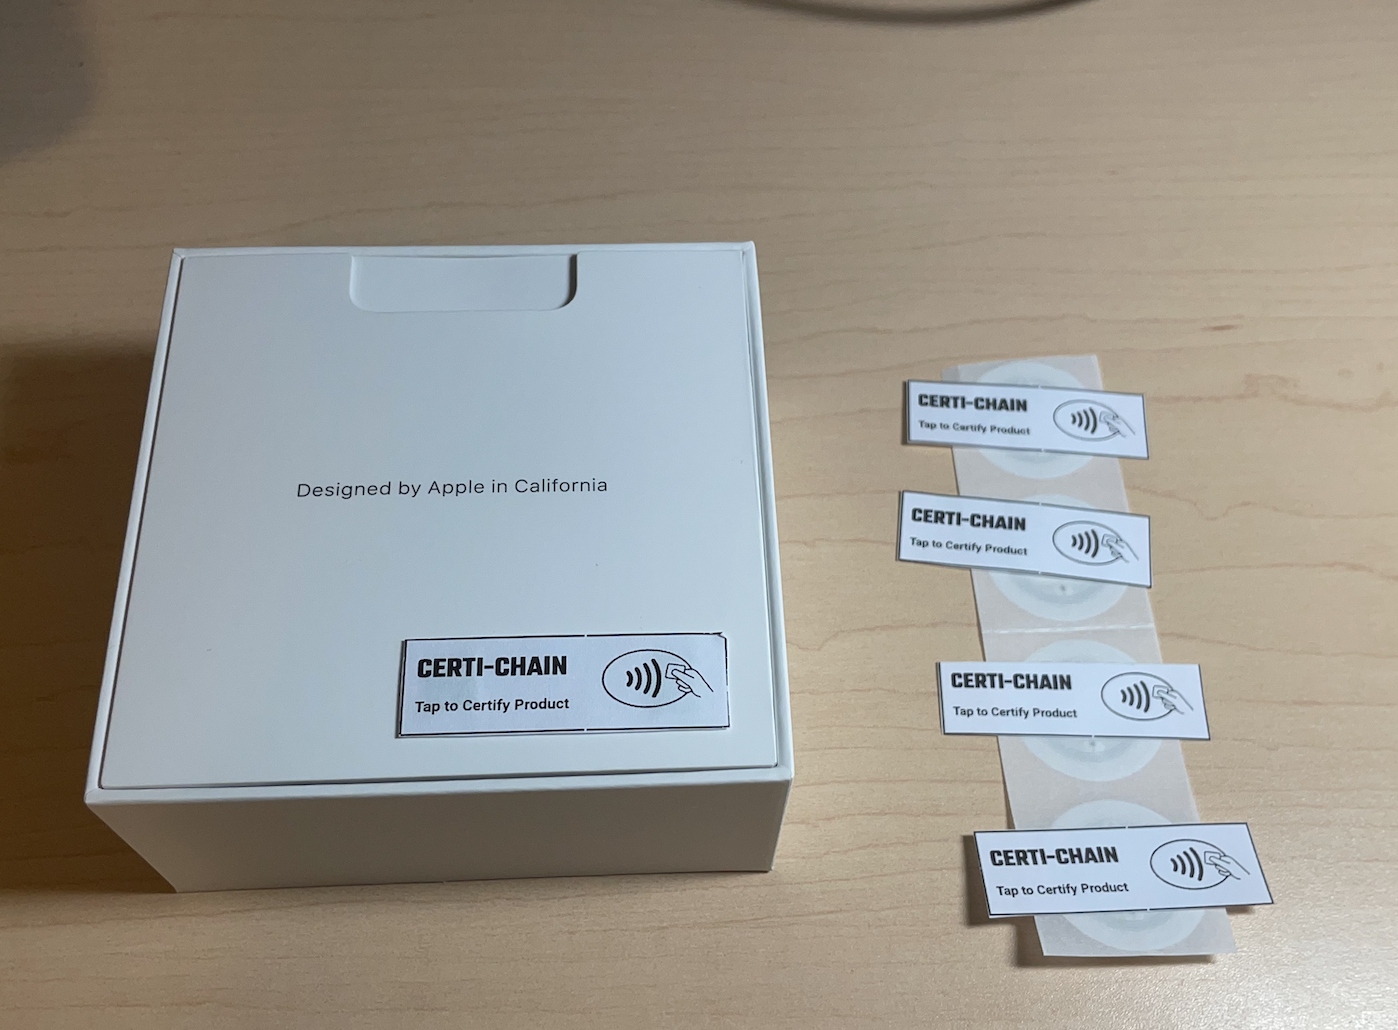 Designed by Apple in California
CERTI-CHAIN
Tap to Certify Product
CERTI-CHAIN
Tap to Certify Product
CERTI-CHAIN
Tap to Certify Product
CERTI-CHAIN
Tap to Certify Product
CERTI-CHAIN
Tap to Certify Product